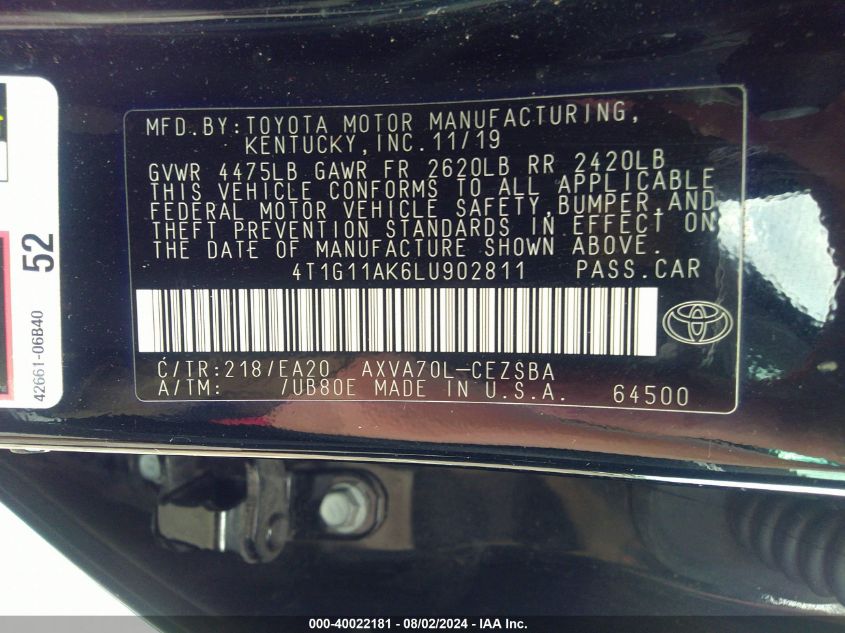 MFD.BY:TOYOTA MOTOR MANUFACTURING,
KENTUCKY,INC.11/19
GVWR 4475LB GAWR FR 2620LB RR 2420LB
THIS VEHICLE CONFORMS TO ALL APPLICABLE
FEDERAL MOTOR VEHICLE SAFETY,BUMPER,AND
THEFT PREVENTION STANDARDS IN EFFECT ON
THE DATE OF MANUFACTURE SHOWN ABOVE.
4T1G11AK6LU902811 PASS.CAR
C/TR:218/EA20 AXVA70L-CEZSBA
A/TM: /UB80E MADE IN U.S.A. 64500
52
42661-06B40
000-40022181 - 08/02/2024 - IAA Inc.